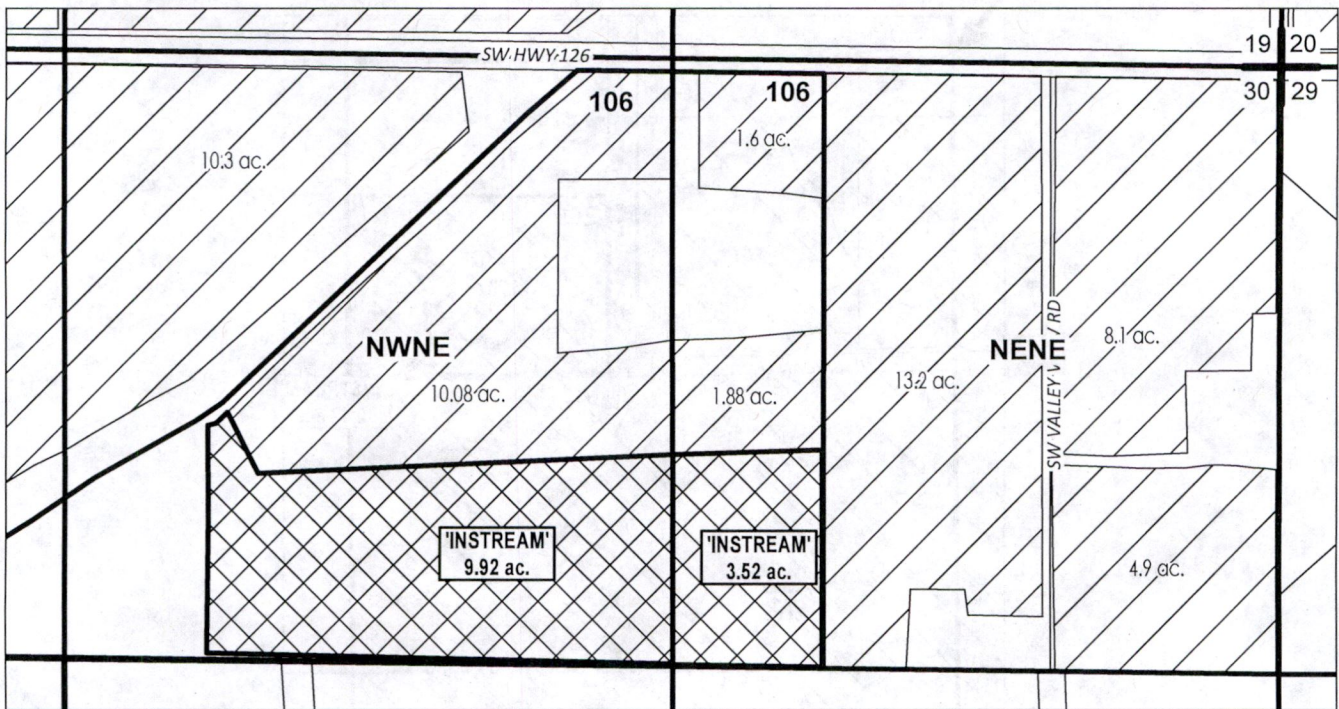 19 20
SW HWY 126
30 29
106
106
1.6 ac.
10.3 ac.
NWNE
NENE
8.1 ac.
10.08 ac.
1.88 ac.
13.2 ac.
SW VALLEY V / RD
'INSTREAM'
9.92 ac.
'INSTREAM'
3.52 ac.
4.9 ac.